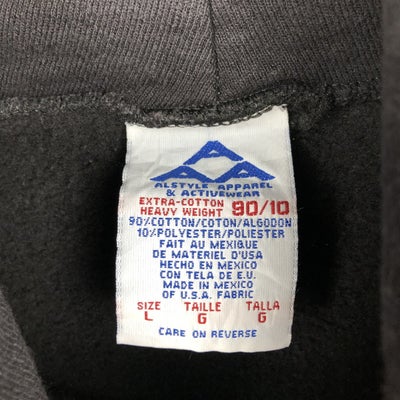 AAA
ALSTYLE APPAREL
& ACTIVEWEAR
EXTRA-COTTON
HEAVY WEIGHT 90/10
90%COTTON/COTON/ALGODON
10%POLYESTER/POLIESTER
FAIT AU MEXIQUE
DE MATERIEL D'USA
HECHO EN MEXICO
CON TELA DE E.U.
MADE IN MEXICO
OF U.S.A. FABRIC
SIZE TAILLE TALLA
L G G
CARE ON REVERSE